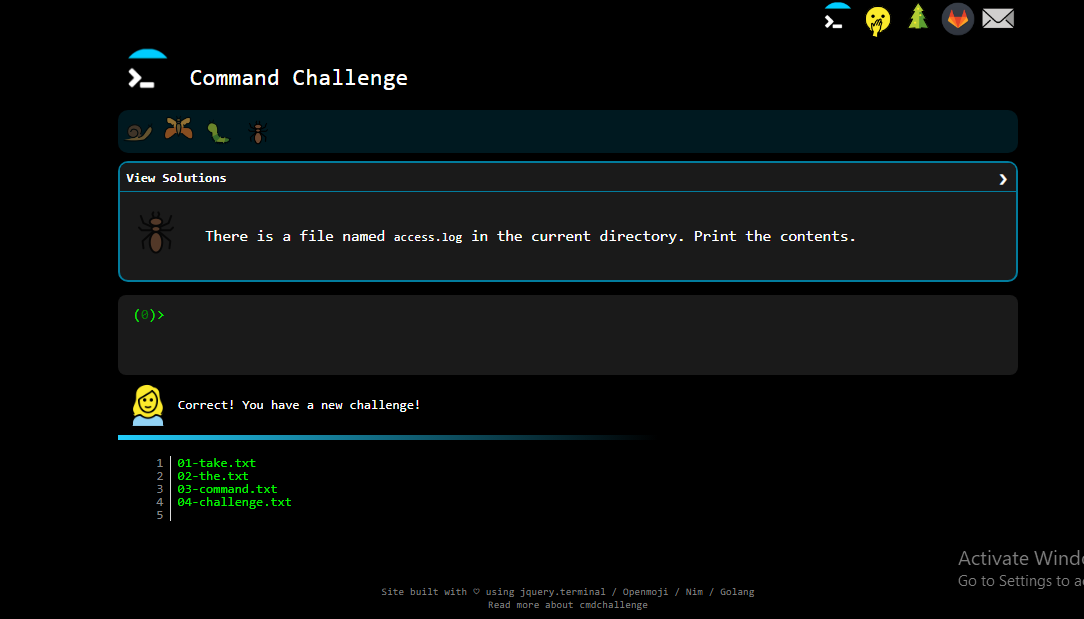 Command Challenge
View Solutions
There is a file named access.log in the current directory. Print the contents.
(0)>
Correct! You have a new challenge!
1 01-take.txt
2 02-the.txt
3 03-command.txt
4 04-challenge.txt
5
Activate Wind
Go to Settings to a
Site built with ♡ using jquery.terminal / Openmoji / Nim / Golang
Read more about cmdchallenge